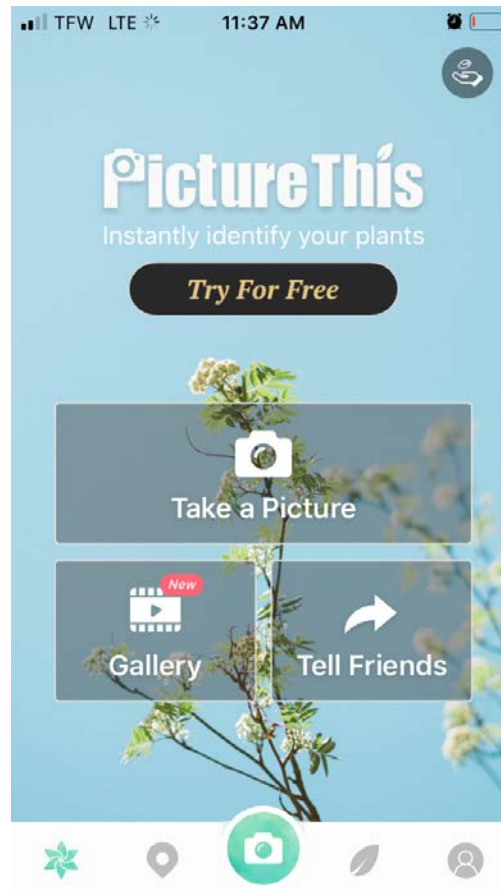 TFW LTE 11:37 AM
PictureThis
Instantly identify your plants
Try For Free
Take a Picture
New
Gallery
Tell Friends